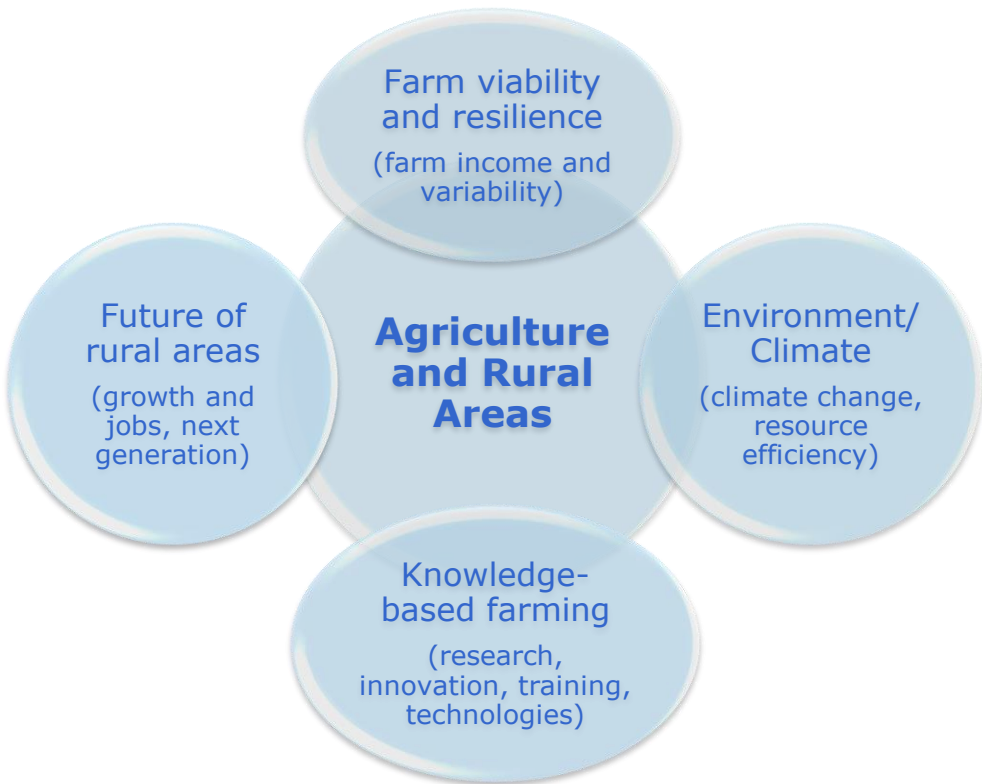 Farm viability
and resilience
(farm income and
variability)
Future of
rural areas
(growth and
jobs, next
generation)
Agriculture
and Rural
Areas
Environment/
Climate
(climate change,
resource
efficiency)
Knowledge-
based farming
(research,
innovation, training,
technologies)